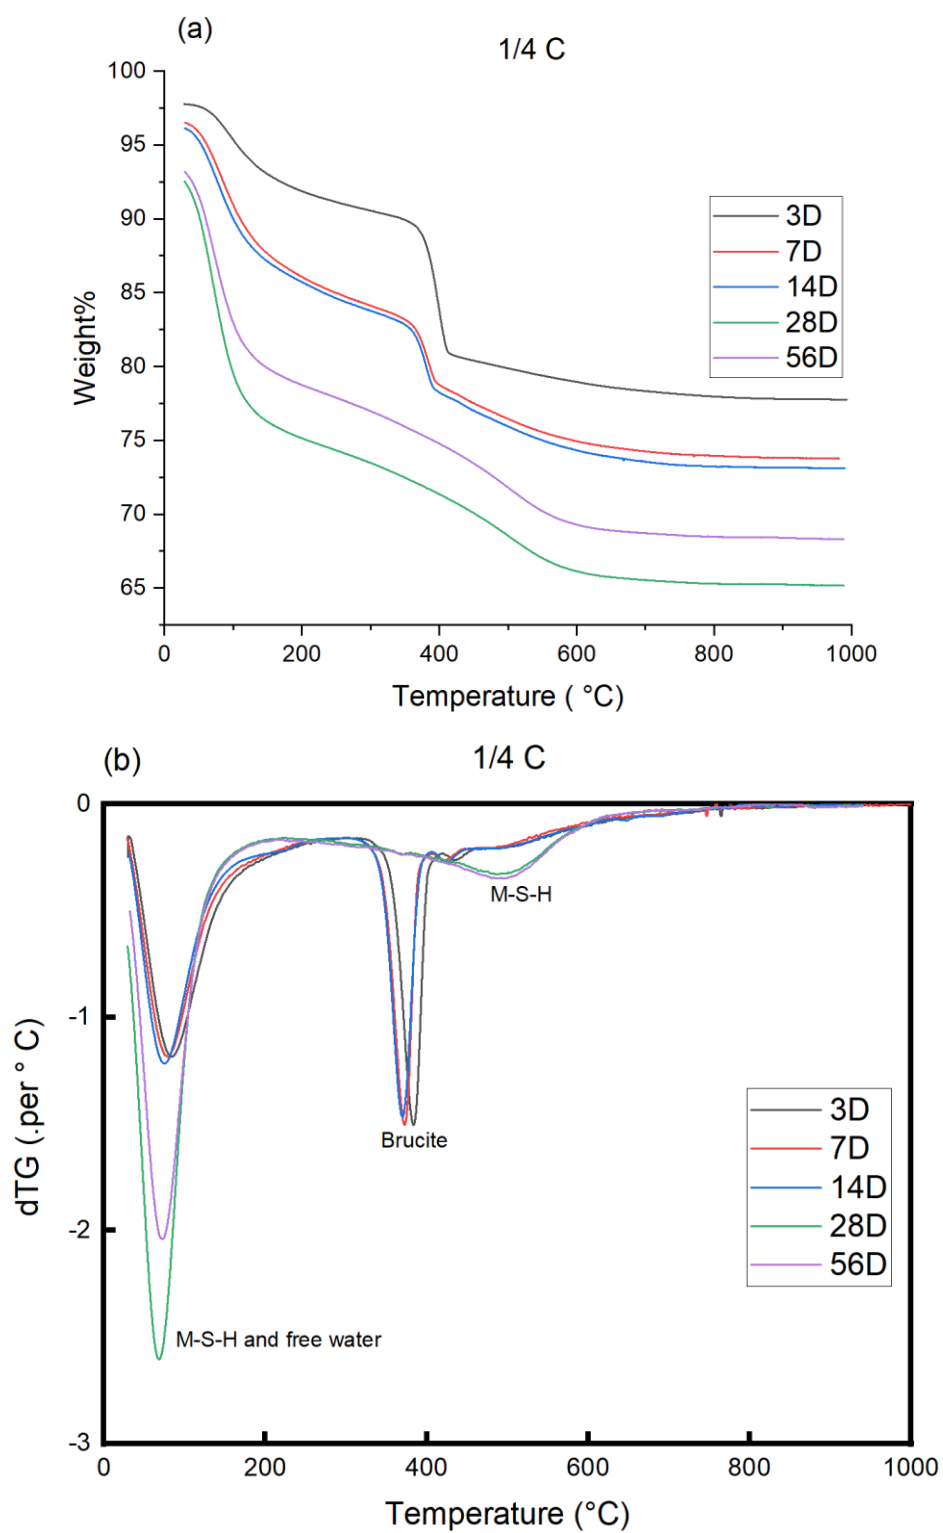 (a)
1/4 C
100
95
90
85
80
75
70
65
Weight%
3D
7D
14D
28D
56D
0
200
400
600
800
1000
Temperature ( °C)
(b)
1/4 C
0
-1
-2
-3
dTG (.per ° C)
M-S-H
Brucite
M-S-H and free water
3D
7D
14D
28D
56D
0
200
400
600
800
1000
Temperature (°C)